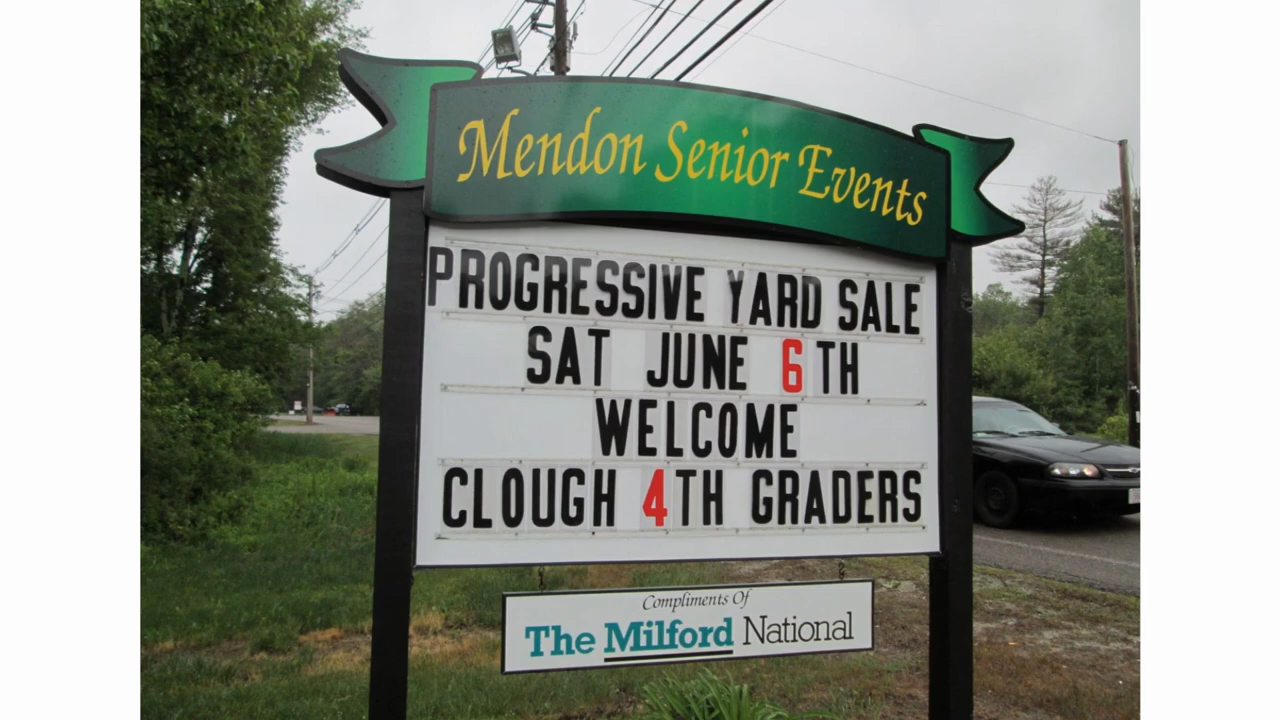 Mendon Senior Events
PROGRESSIVE YARD SALE
SAT JUNE 6TH
WELCOME
CLOUGH 4TH GRADERS
Compliments Of
The Milford National